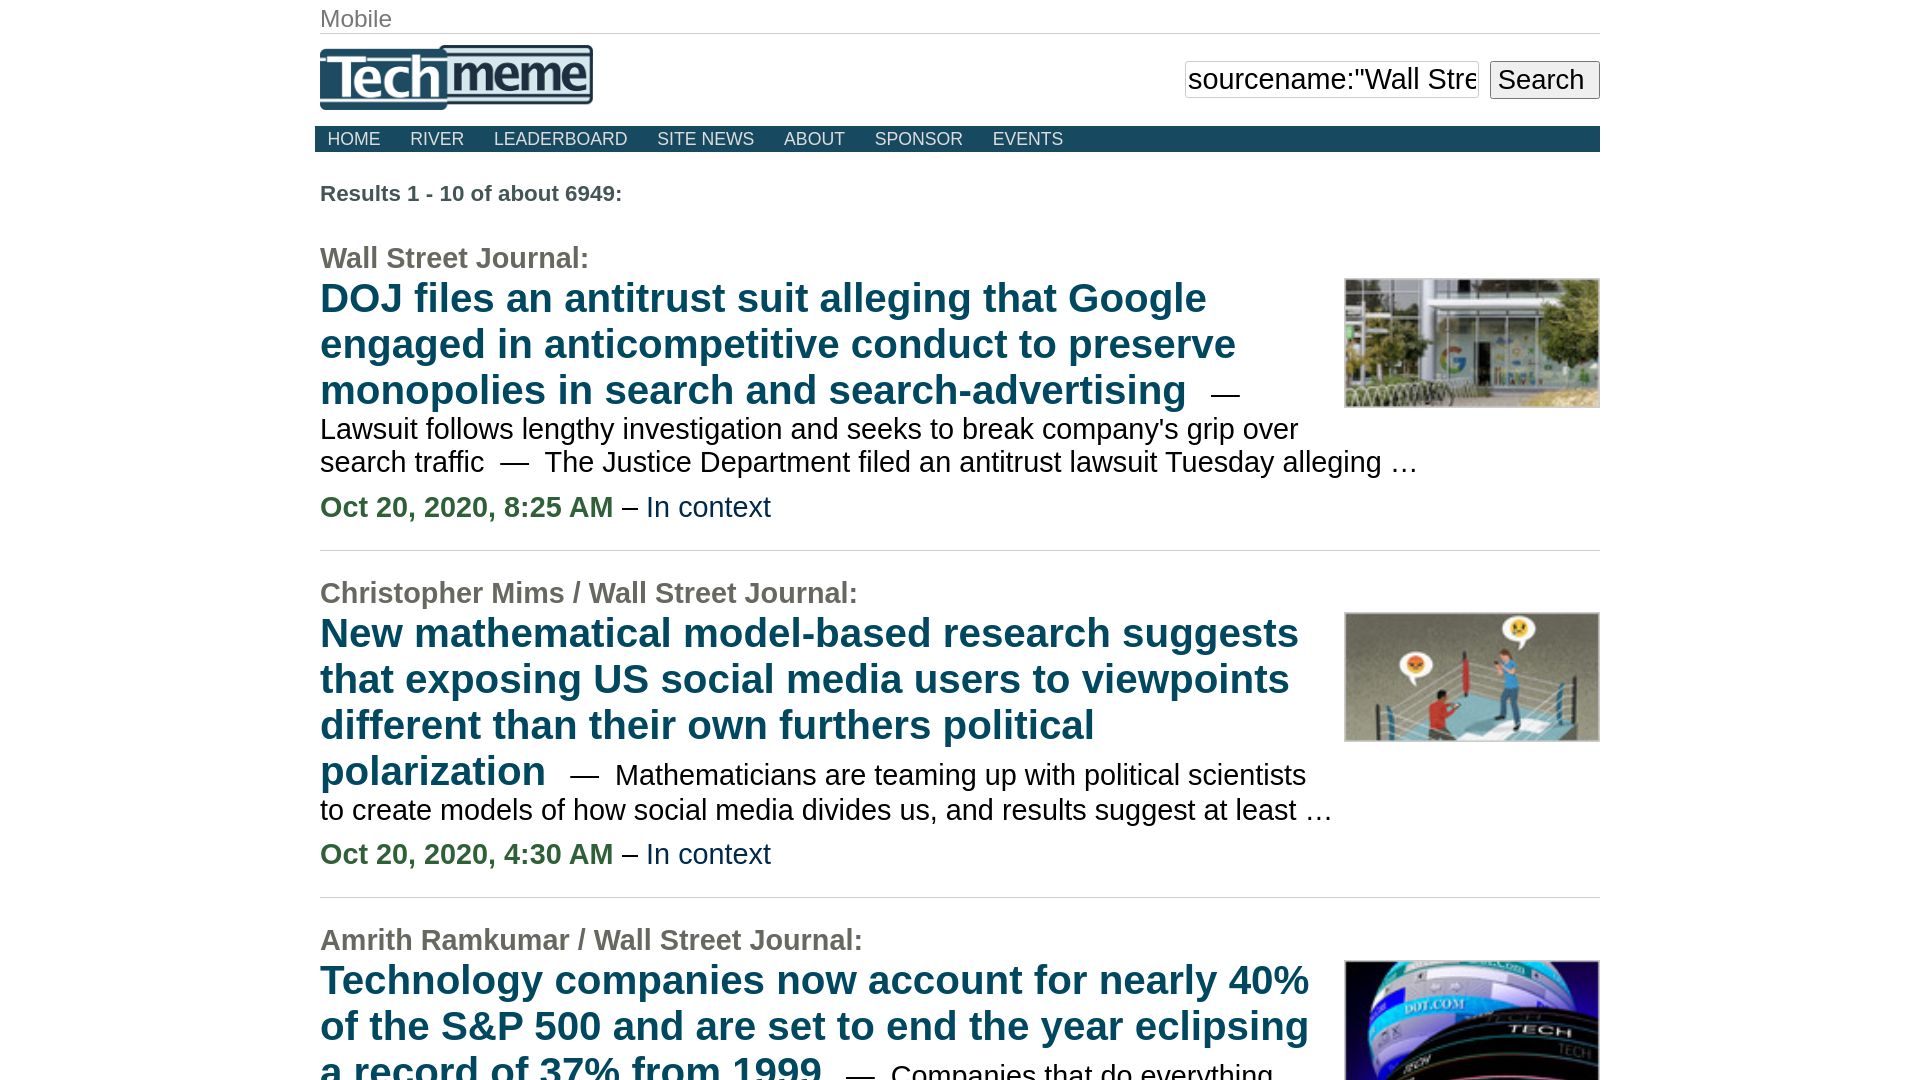 Mobile
Techmeme
sourcename:"Wall Stre
Search
HOME RIVER LEADERBOARD SITE NEWS ABOUT SPONSOR EVENTS
Results 1 - 10 of about 6949:
Wall Street Journal:
DOJ files an antitrust suit alleging that Google
engaged in anticompetitive conduct to preserve
monopolies in search and search-advertising —
Lawsuit follows lengthy investigation and seeks to break company's grip over
search traffic — The Justice Department filed an antitrust lawsuit Tuesday alleging …
Oct 20, 2020, 8:25 AM – In context
Christopher Mims / Wall Street Journal:
New mathematical model-based research suggests
that exposing US social media users to viewpoints
different than their own furthers political
polarization — Mathematicians are teaming up with political scientists
to create models of how social media divides us, and results suggest at least …
Oct 20, 2020, 4:30 AM – In context
Amrith Ramkumar / Wall Street Journal:
Technology companies now account for nearly 40%
of the S&P 500 and are set to end the year eclipsing
a record of 37% from 1999 — Companies that do everything
DOT.COM
TECH
TECH
TECH